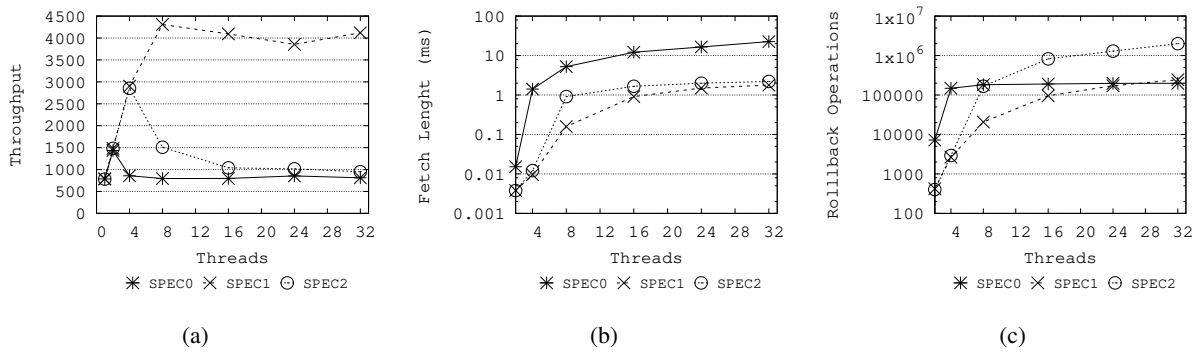 Throughput
4500
4000
3500
3000
2500
2000
1500
1000
500
0
0 4 8 12 16 20 24 28 32
Threads
SPEC0 SPEC1 SPEC2
(a)
Fetch Lenght (ms)
100
10
1
0.1
0.01
0.001
4 8 12 16 20 24 28 32
Threads
SPEC0 SPEC1 SPEC2
(b)
Rolllback Operations
1x10^7
1x10^6
100000
10000
1000
100
4 8 12 16 20 24 28 32
Threads
SPEC0 SPEC1 SPEC2
(c)